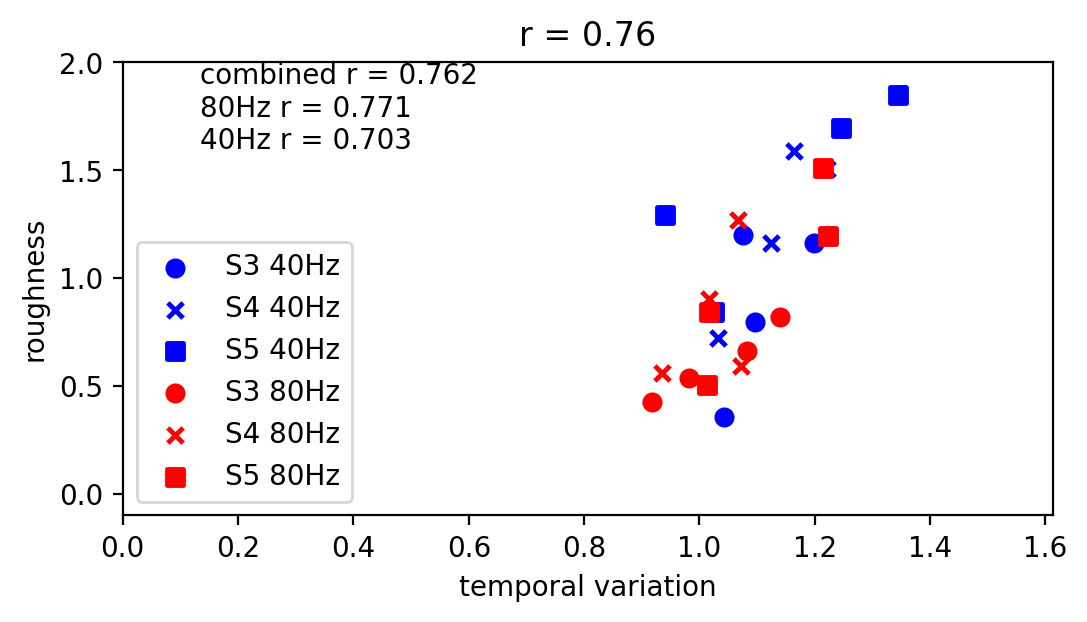 r = 0.76
combined r = 0.762
80Hz r = 0.771
40Hz r = 0.703
2.0
1.5
1.0
0.5
0.0
roughness
S3 40Hz
S4 40Hz
S5 40Hz
S3 80Hz
S4 80Hz
S5 80Hz
0.0 0.2 0.4 0.6 0.8 1.0 1.2 1.4 1.6
temporal variation